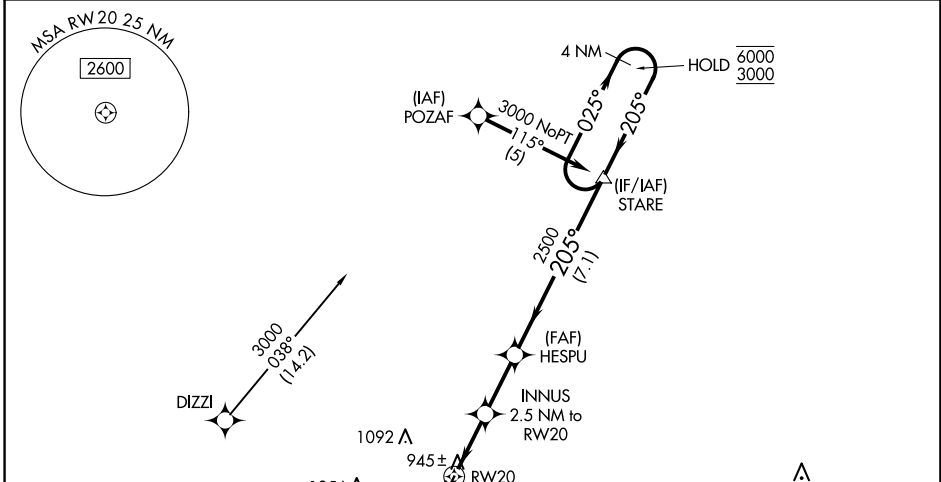 MSA RW20 25 NM
2600
4 NM
HOLD 6000
3000
(IAF)
POZAF
3000 NoPT
115°
(5)
025°
205°
(IF/IAF)
STARE
2500
205°
(7.1)
3000
038°
(14.2)
(FAF)
HESPU
DIZZI
INNUS
2.5 NM to
RW20
1092
945±
RW20